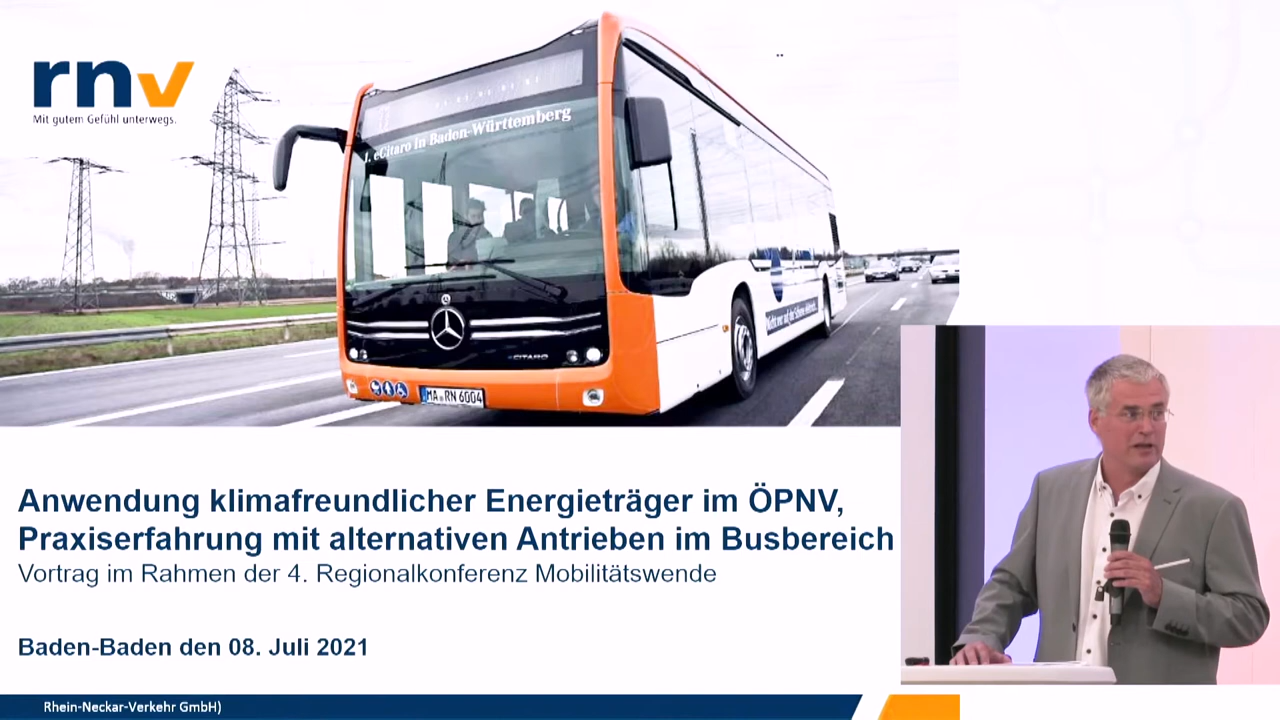 rnv
Mit gutem Gefühl unterwegs.
1. eCitaro in Baden-Württemberg
eCITARO
MA RN 6004
Anwendung klimafreundlicher Energieträger im ÖPNV,
Praxiserfahrung mit alternativen Antrieben im Busbereich
Vortrag im Rahmen der 4. Regionalkonferenz Mobilitätswende
Baden-Baden den 08. Juli 2021
Rhein-Neckar-Verkehr GmbH)